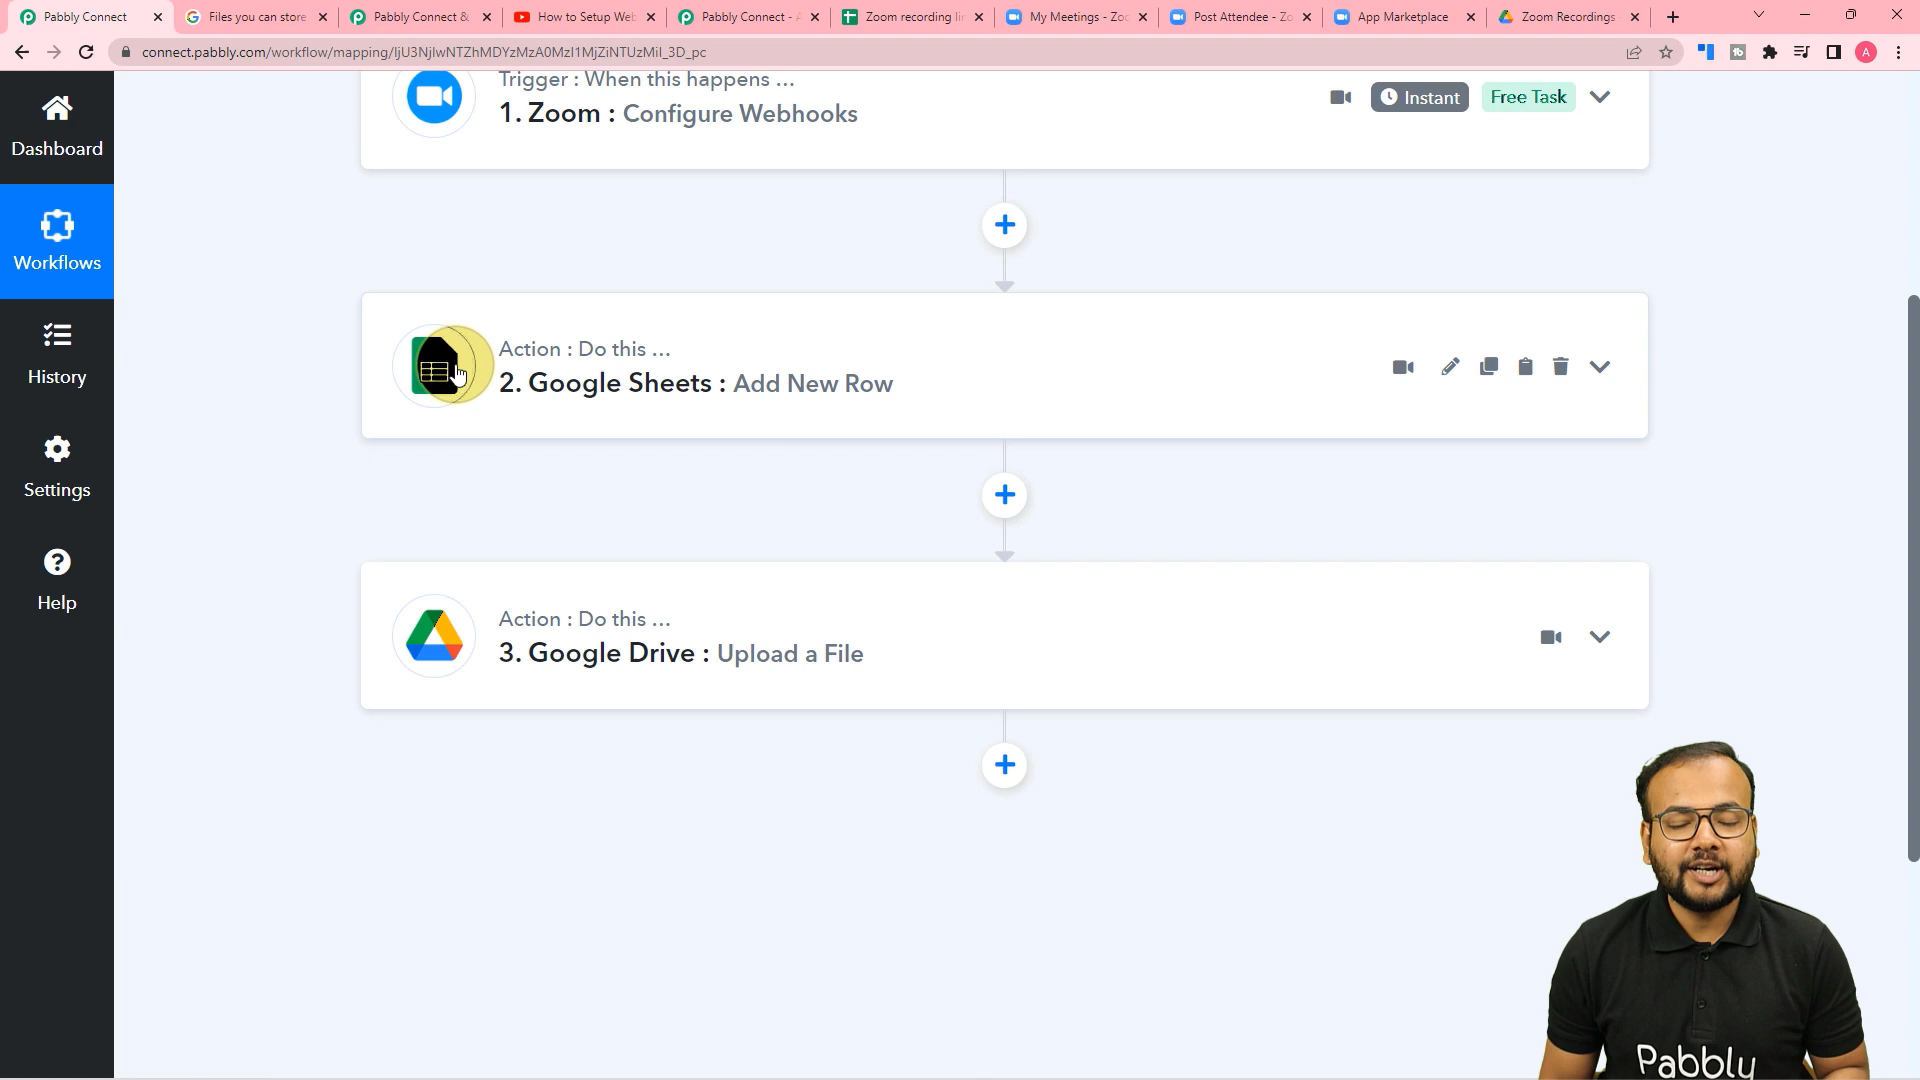 Pabbly Connect
Files you can store
Pabbly Connect &
How to Setup Web
Pabbly Connect - A
Zoom recording lin
My Meetings - Zoo
Post Attendee - Zo
App Marketplace
Zoom Recordings
connect.pabbly.com/workflow/mapping/IjU3NjIwNTZhMDYzMzA0MzI1MjZiNTUzMiI_3D_pc
A
Dashboard
Workflows
History
Settings
Help
Trigger : When this happens ...
1. Zoom : Configure Webhooks
Instant
Free Task
Action : Do this ...
2. Google Sheets : Add New Row
Action : Do this ...
3. Google Drive : Upload a File
Pabbly